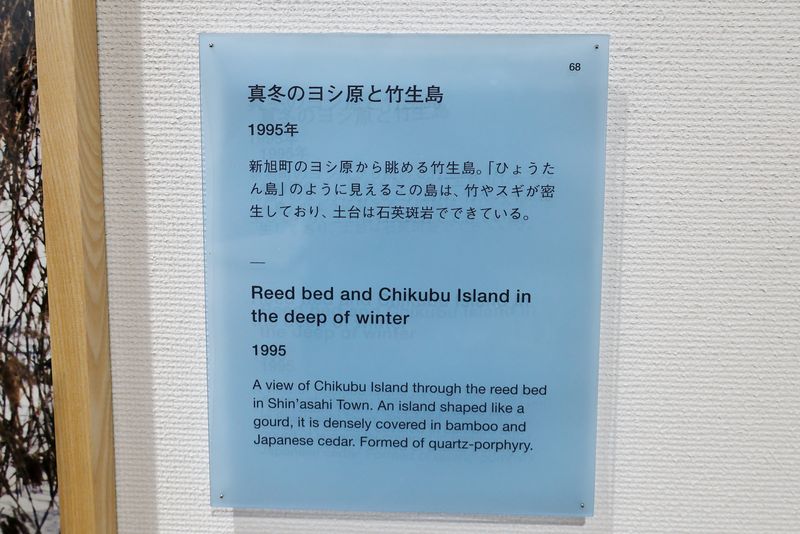 68
真冬のヨシ原と竹生島
1995年
新旭町のヨシ原から眺める竹生島。「ひょうた
ん島」のように見えるこの島は、竹やスギが密
生しており、土台は石英斑岩でできている。
Reed bed and Chikubu Island in
the deep of winter
1995
A view of Chikubu Island through the reed bed
in Shin'asahi Town. An island shaped like a
gourd, it is densely covered in bamboo and
Japanese cedar. Formed of quartz-porphyry.